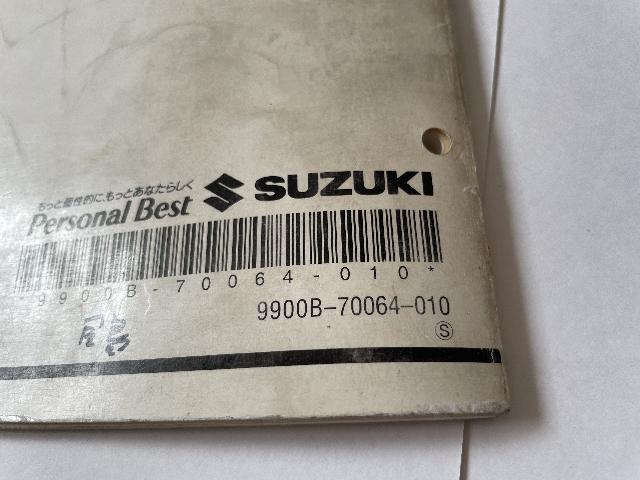 もっと個性的に、もっとあなたらしく
Personal Best SUZUKI
*9900B-70064-010*
9900B-70064-010
S